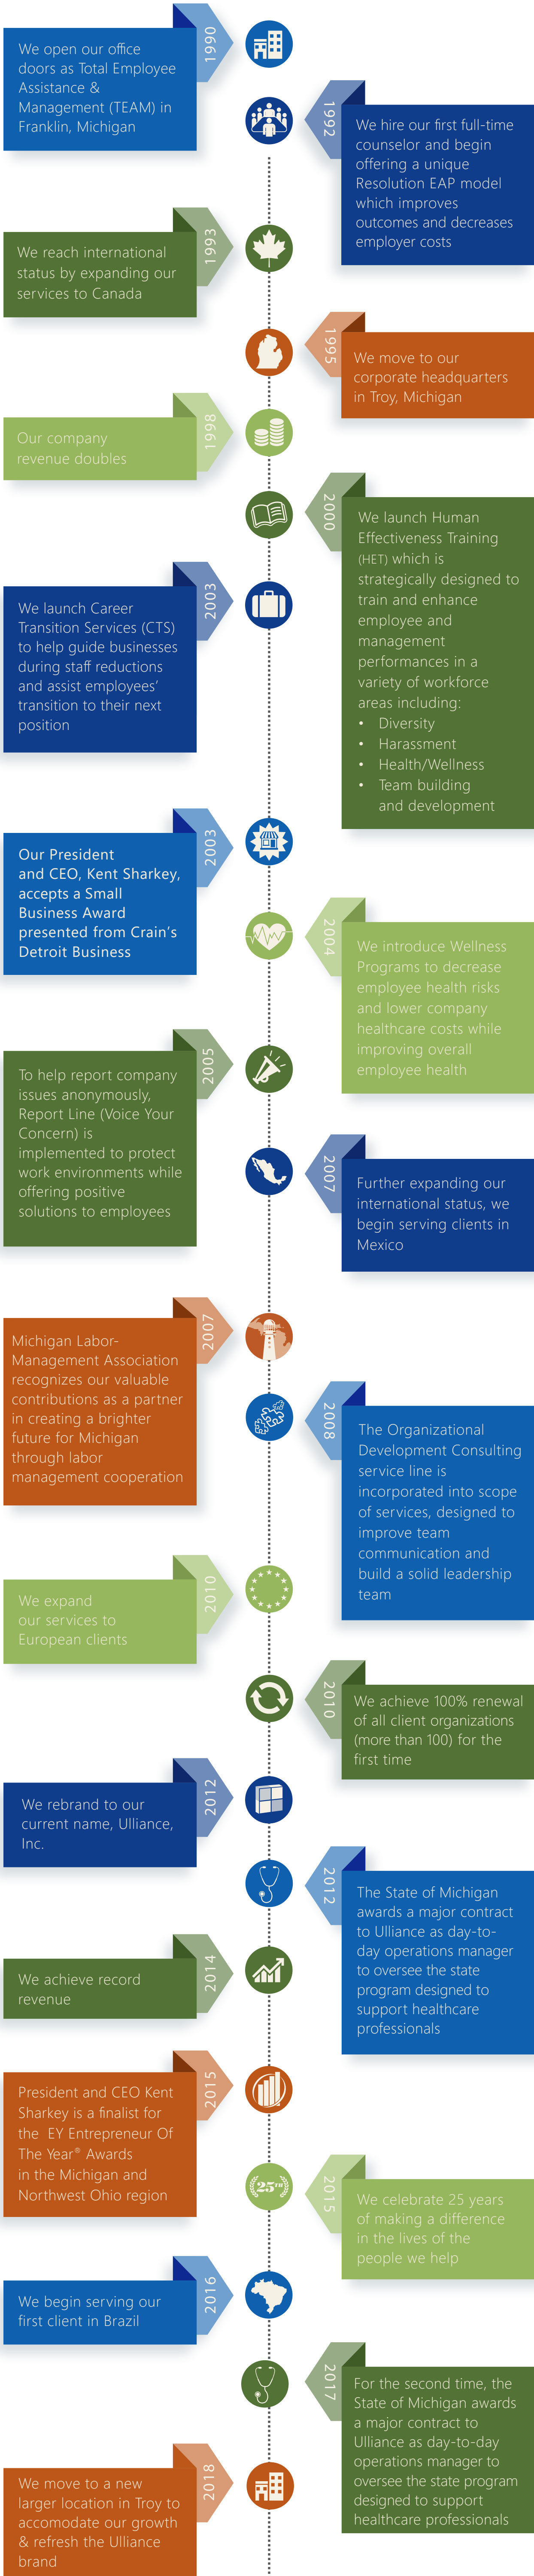 1990
We open our office
doors as Total Employee
Assistance &
Management (TEAM) in
Franklin, Michigan
1992
We hire our first full-time
counselor and begin
offering a unique
Resolution EAP model
which improves
outcomes and decreases
employer costs
1993
We reach international
status by expanding our
services to Canada
1995
We move to our
corporate headquarters
in Troy, Michigan
1998
Our company
revenue doubles
2000
We launch Human
Effectiveness Training
(HET) which is
strategically designed to
train and enhance
employee and
management
performances in a
variety of workforce
areas including:
• Diversity
• Harassment
• Health/Wellness
• Team building
and development
2003
We launch Career
Transition Services (CTS)
to help guide businesses
during staff reductions
and assist employees’
transition to their next
position
2003
Our President
and CEO, Kent Sharkey,
accepts a Small
Business Award
presented from Crain’s
Detroit Business
2004
We introduce Wellness
Programs to decrease
employee health risks
and lower company
healthcare costs while
improving overall
employee health
2005
To help report company
issues anonymously,
Report Line (Voice Your
Concern) is
implemented to protect
work environments while
offering positive
solutions to employees
2007
Further expanding our
international status, we
begin serving clients in
Mexico
2007
Michigan Labor-
Management Association
recognizes our valuable
contributions as a partner
in creating a brighter
future for Michigan
through labor
management cooperation
2008
The Organizational
Development Consulting
service line is
incorporated into scope
of services, designed to
improve team
communication and
build a solid leadership
team
2010
We expand
our services to
European clients
2010
We achieve 100% renewal
of all client organizations
(more than 100) for the
first time
2012
We rebrand to our
current name, Ulliance,
Inc.
2012
The State of Michigan
awards a major contract
to Ulliance as day-to-
day operations manager
to oversee the state
program designed to
support healthcare
professionals
2014
We achieve record
revenue
2015
President and CEO Kent
Sharkey is a finalist for
the EY Entrepreneur Of
The Year® Awards
in the Michigan and
Northwest Ohio region
25TH
2015
We celebrate 25 years
of making a difference
in the lives of the
people we help
2016
We begin serving our
first client in Brazil
2017
For the second time, the
State of Michigan awards
a major contract to
Ulliance as day-to-day
operations manager to
oversee the state program
designed to support
healthcare professionals
2018
We move to a new
larger location in Troy to
accomodate our growth
& refresh the Ulliance
brand